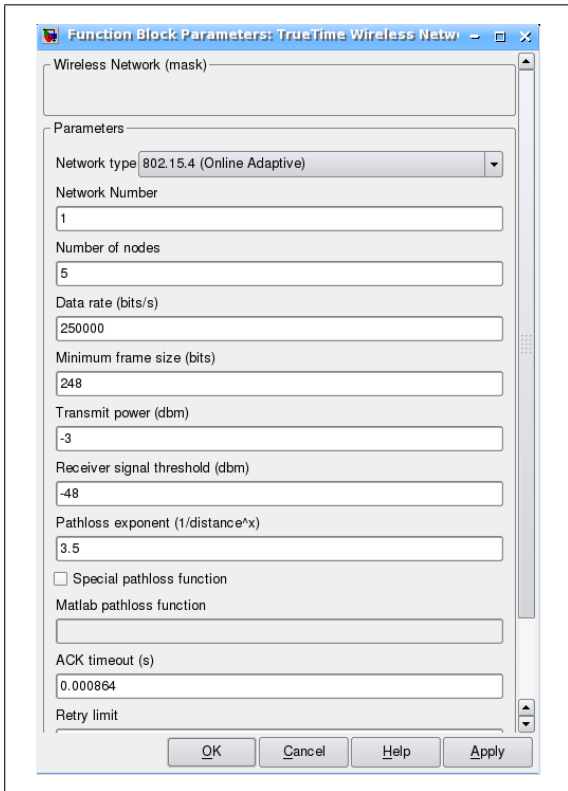 Function Block Parameters: TrueTime Wireless Netw
Wireless Network (mask)
Parameters
Network type 802.15.4 (Online Adaptive)
Network Number
1
Number of nodes
5
Data rate (bits/s)
250000
Minimum frame size (bits)
248
Transmit power (dbm)
-3
Receiver signal threshold (dbm)
-48
Pathloss exponent (1/distance^x)
3.5
Special pathloss function
Matlab pathloss function
ACK timeout (s)
0.000864
Retry limit
OK Cancel Help Apply